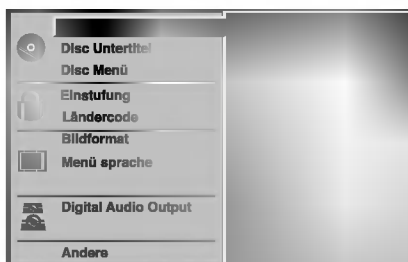 Disc Untertitel
Disc Menü
Einstufung
Ländercode
Bildformat
Menü sprache
Digital Audio Output
Andere